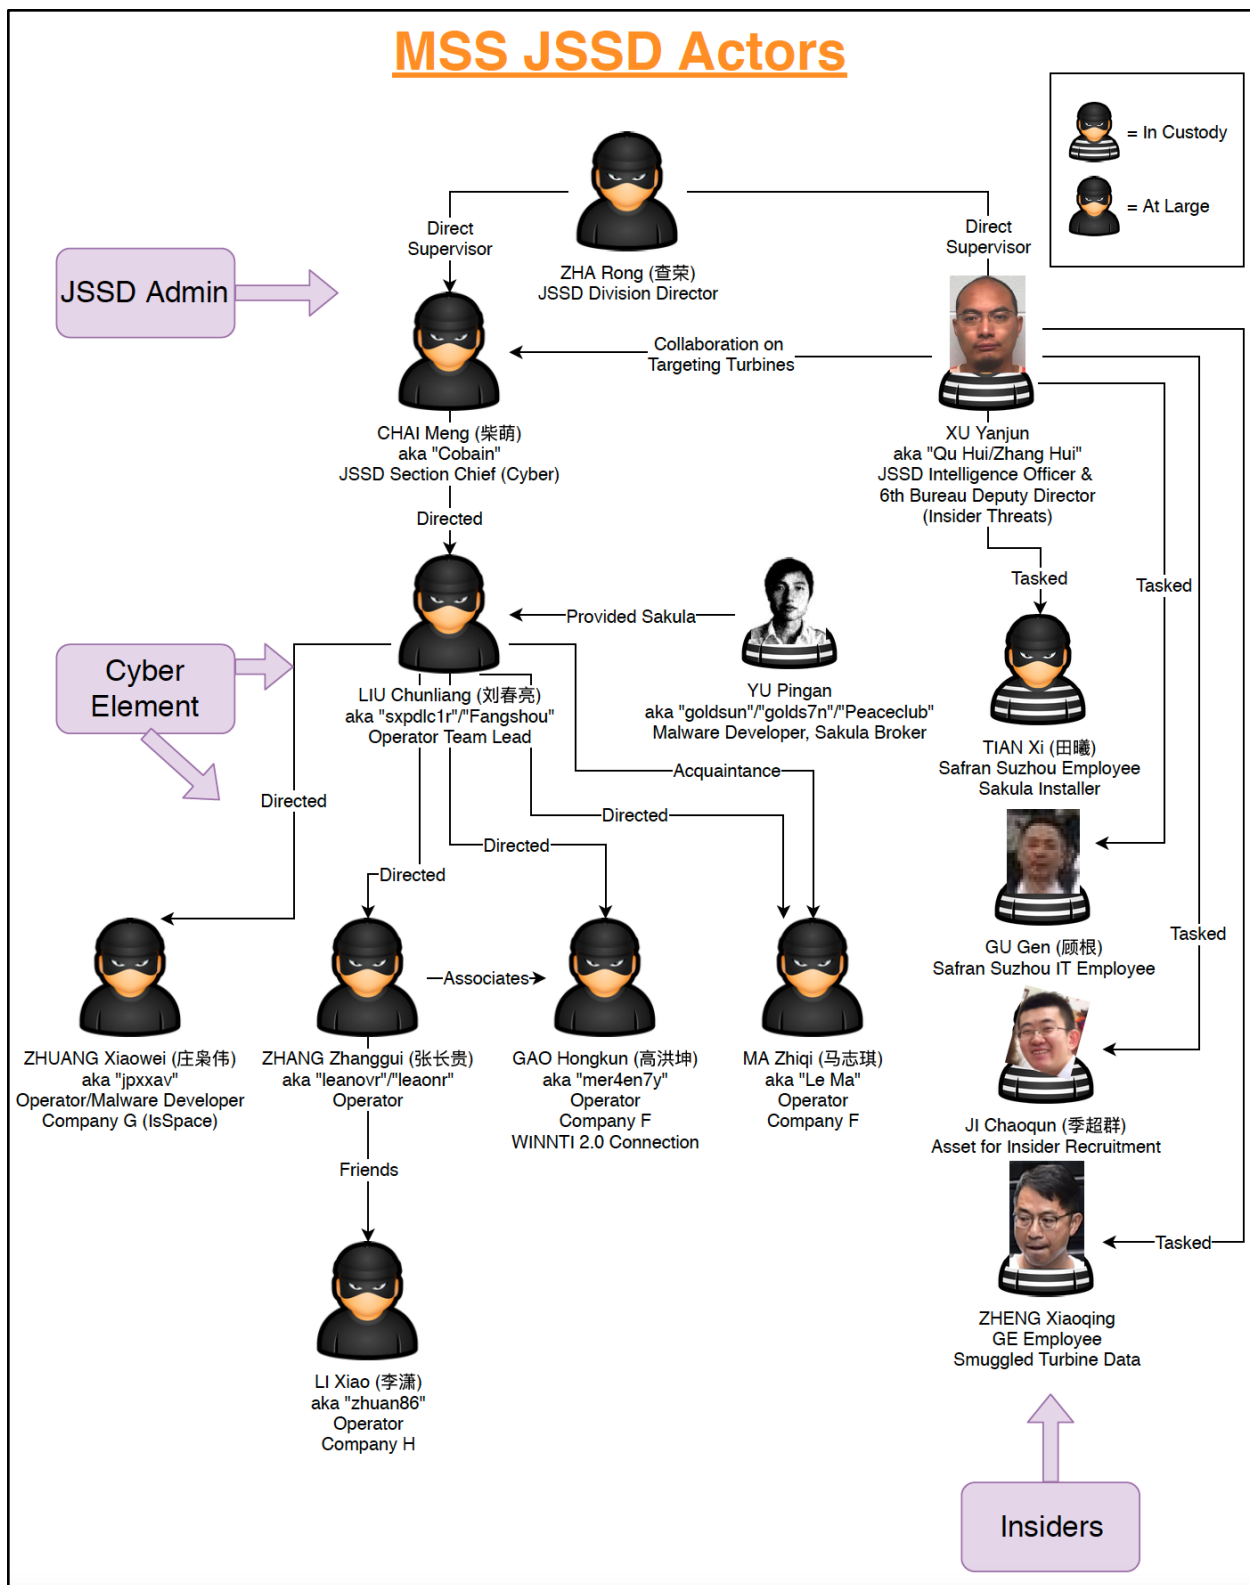 MSS JSSD Actors
= In Custody
= At Large
Direct
Supervisor
Direct
Supervisor
ZHA Rong (查荣)
JSSD Division Director
JSSD Admin
Collaboration on
Targeting Turbines
CHAI Meng (柴萌)
aka "Cobain"
JSSD Section Chief (Cyber)
XU Yanjun
aka "Qu Hui/Zhang Hui"
JSSD Intelligence Officer &
6th Bureau Deputy Director
(Insider Threats)
Directed
Tasked
Tasked
Provided Sakula
Cyber
Element
LIU Chunliang (刘春亮)
aka "sxpdlc1r"/"Fangshou"
Operator Team Lead
YU Pingan
aka "goldsun"/"golds7n"/"Peaceclub"
Malware Developer, Sakula Broker
TIAN Xi (田曦)
Safran Suzhou Employee
Sakula Installer
Acquaintance
Directed
Directed
Directed
Directed
Tasked
GU Gen (顾根)
Safran Suzhou IT Employee
Associates
ZHUANG Xiaowei (庄枭伟)
aka "jpxxav"
Operator/Malware Developer
Company G (IsSpace)
ZHANG Zhanggui (张长贵)
aka "leanovr"/"leaonr"
Operator
GAO Hongkun (高洪坤)
aka "mer4en7y"
Operator
Company F
WINNTI 2.0 Connection
MA Zhiqi (马志琪)
aka "Le Ma"
Operator
Company F
JI Chaoqun (季超群)
Asset for Insider Recruitment
Friends
Tasked
ZHENG Xiaoqing
GE Employee
Smuggled Turbine Data
LI Xiao (李潇)
aka "zhuan86"
Operator
Company H
Insiders